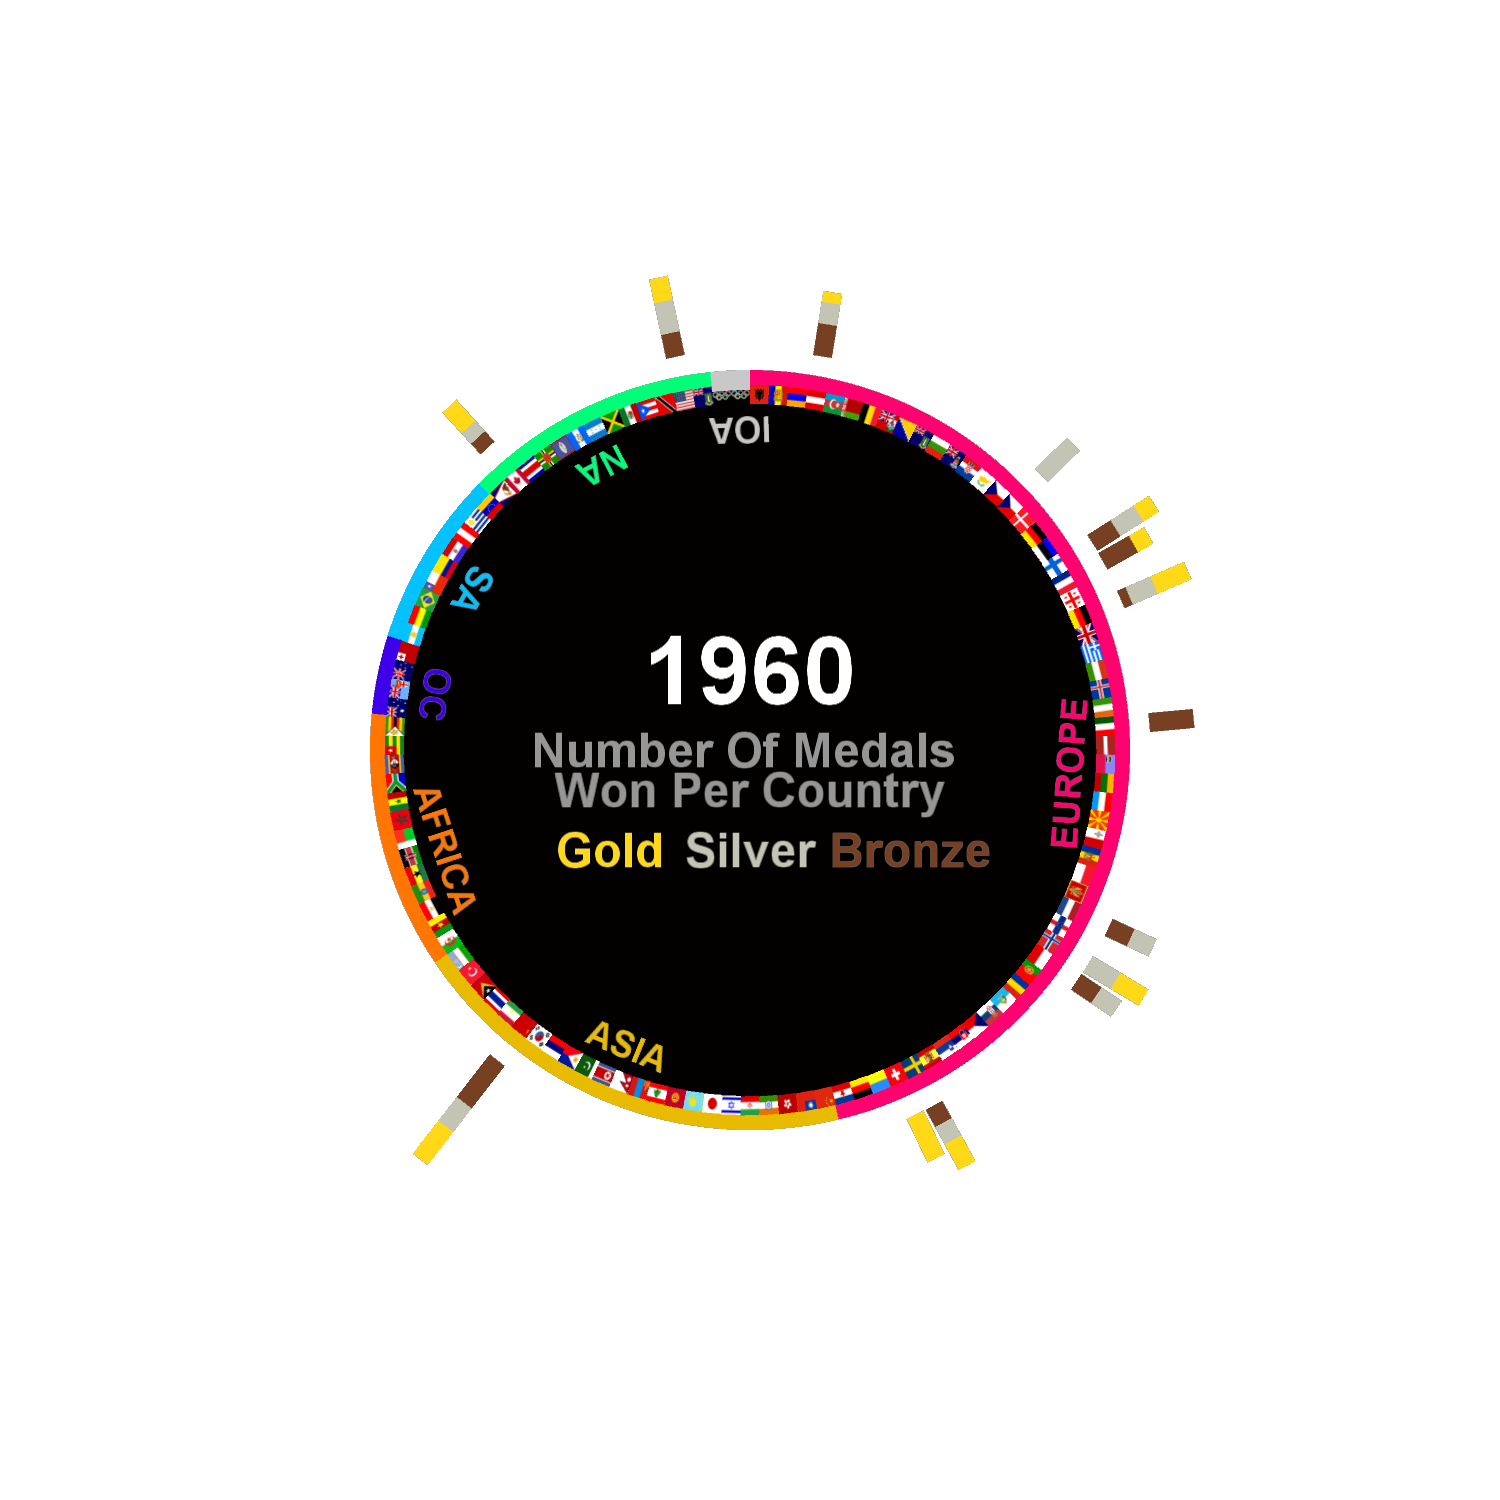 IOA
NA
SA
OC
EUROPE
AFRICA
ASIA
1960
Number Of Medals
Won Per Country
Gold Silver Bronze